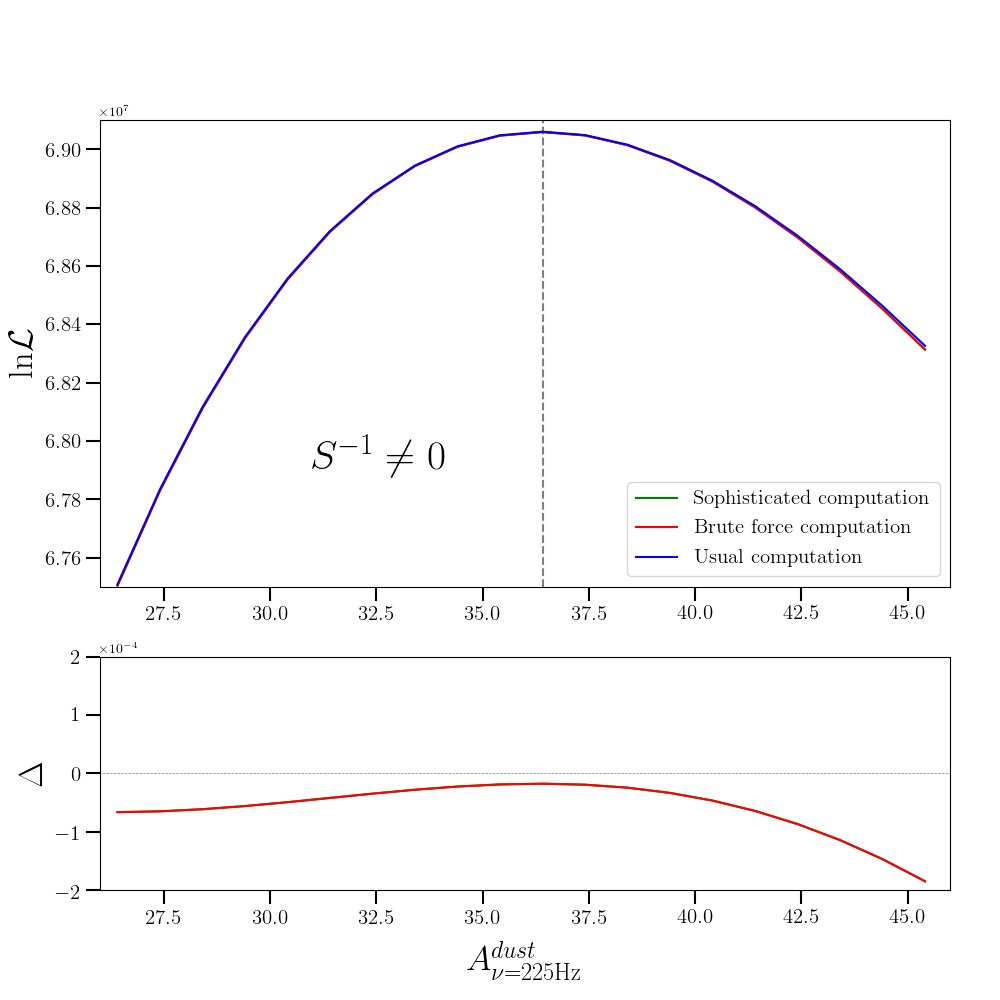 ×10⁷
6.90
6.88
6.86
6.84
6.82
6.80
6.78
6.76
lnℒ
S⁻¹ ≠ 0
Sophisticated computation
Brute force computation
Usual computation
27.5 30.0 32.5 35.0 37.5 40.0 42.5 45.0
×10⁻⁴
2
1
0
−1
−2
Δ
27.5 30.0 32.5 35.0 37.5 40.0 42.5 45.0
A^{dust}_{ν=225Hz}